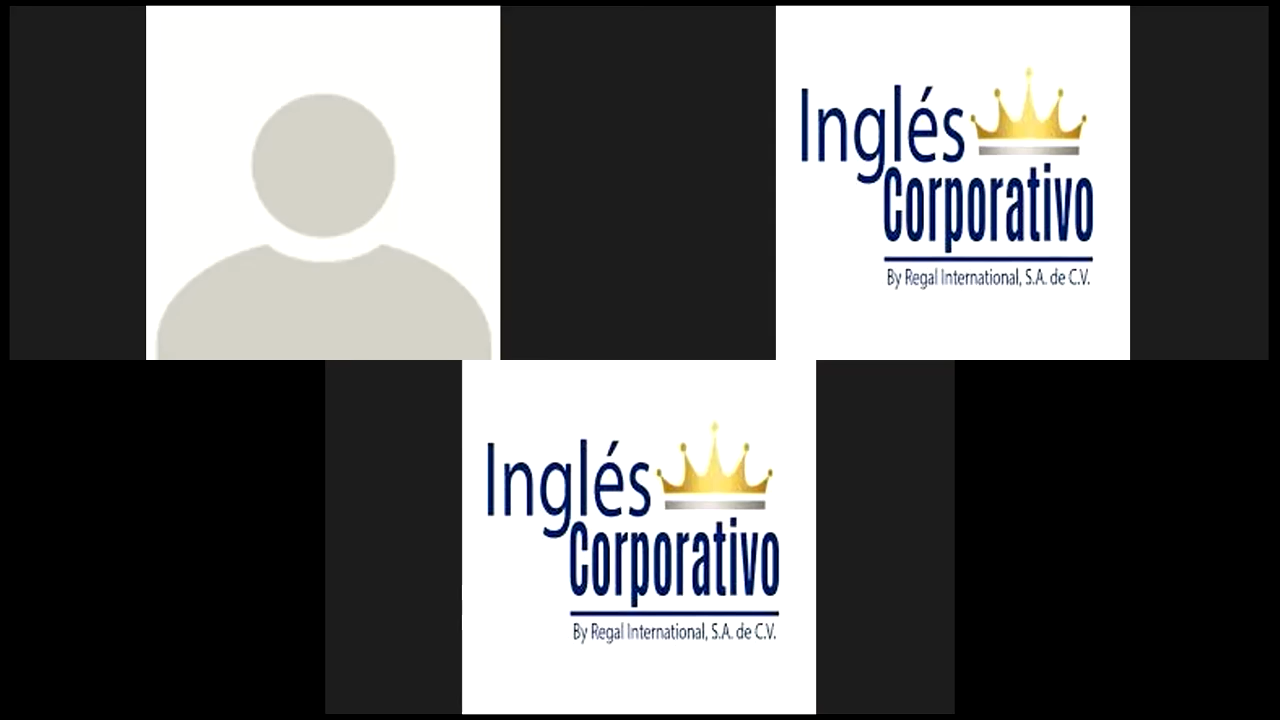 Inglés
Corporativo
By Regal International, S.A. de C.V.
Inglés
Corporativo
By Regal International, S.A. de C.V.